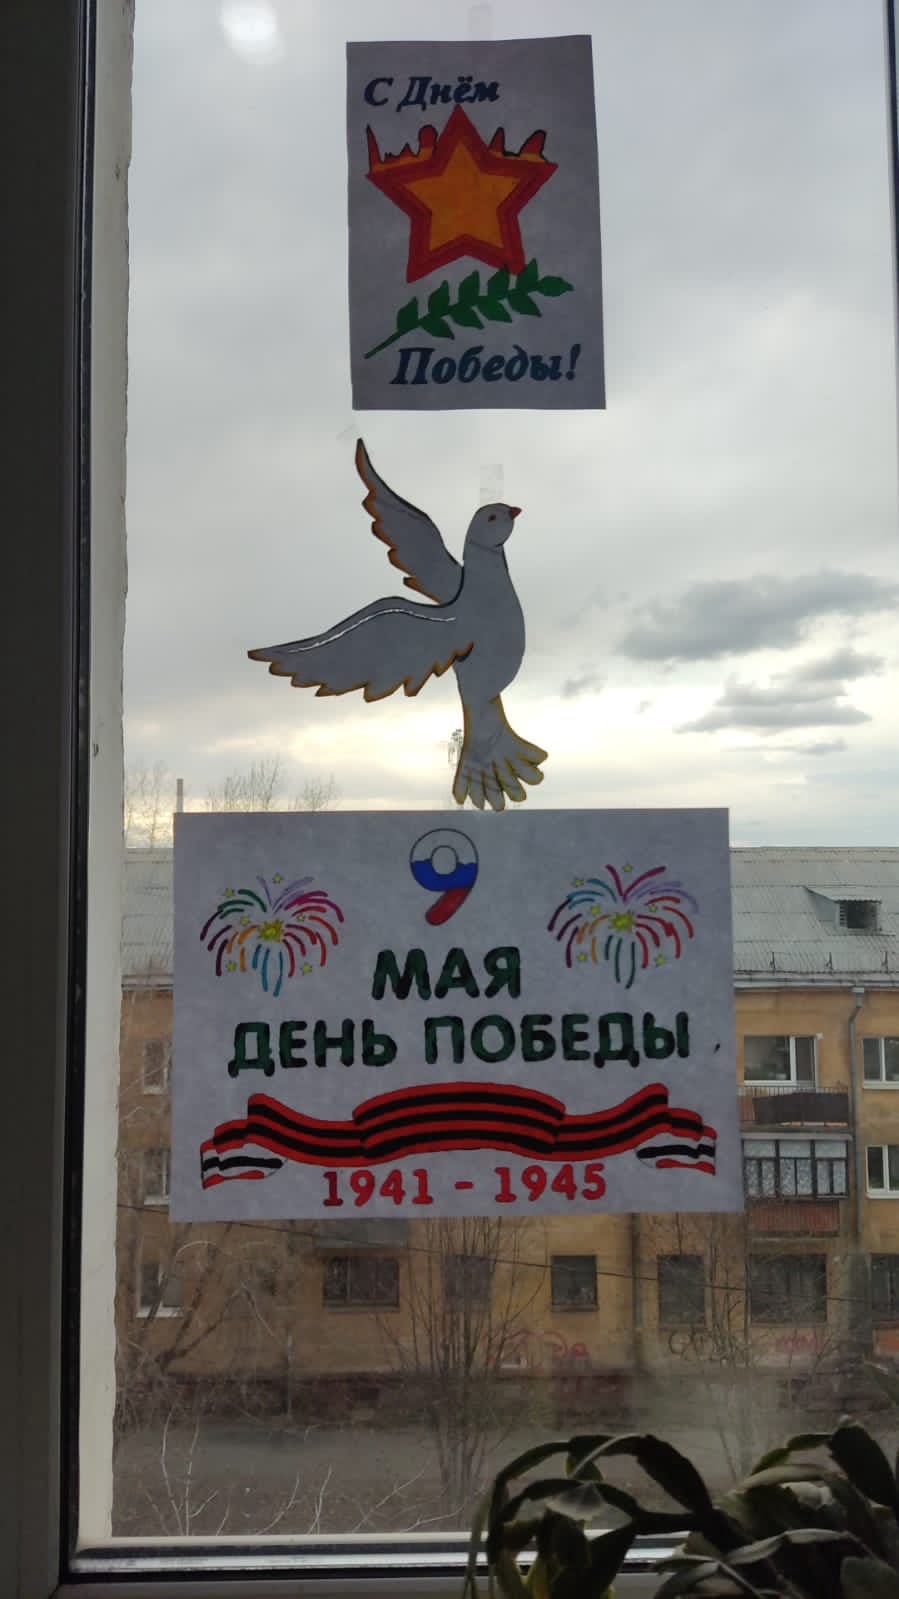 С Днём
Победы!
9
МАЯ
ДЕНЬ ПОБЕДЫ
1941 - 1945